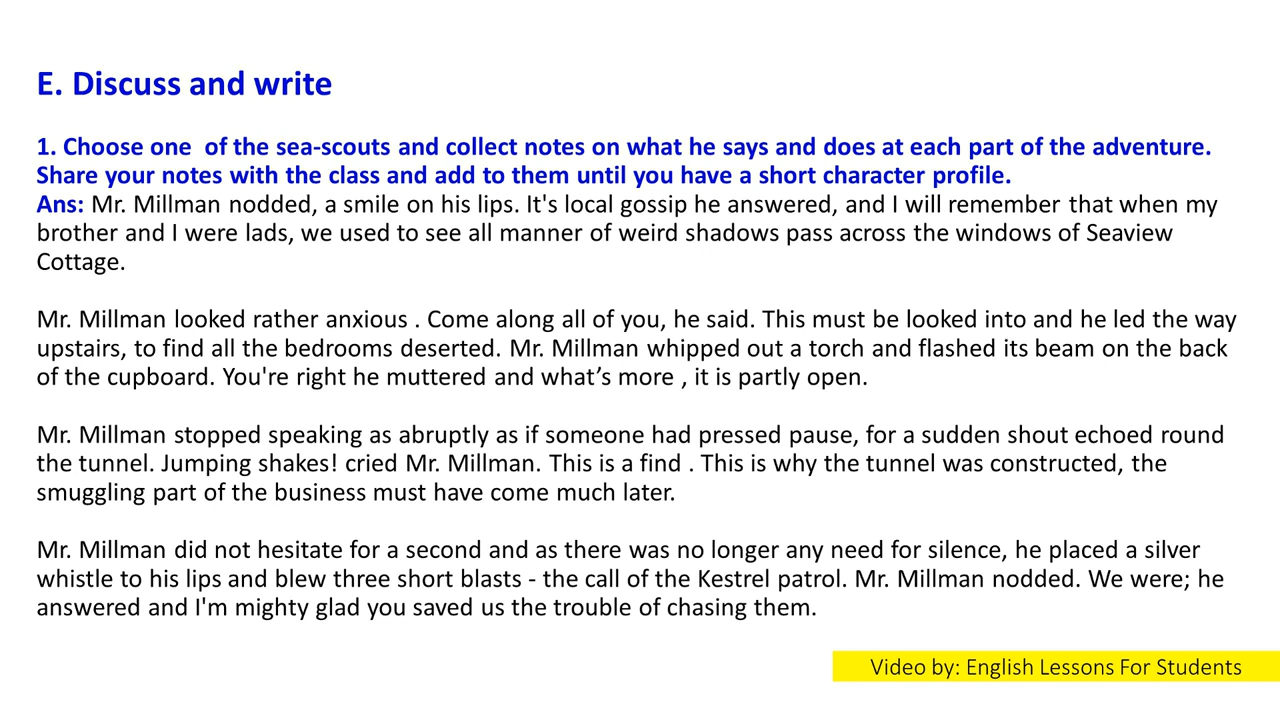 E. Discuss and write
1. Choose one  of the sea-scouts and collect notes on what he says and does at each part of the adventure.
Share your notes with the class and add to them until you have a short character profile.
Ans: Mr. Millman nodded, a smile on his lips. It's local gossip he answered, and I will remember that when my
brother and I were lads, we used to see all manner of weird shadows pass across the windows of Seaview
Cottage.
Mr. Millman looked rather anxious . Come along all of you, he said. This must be looked into and he led the way
upstairs, to find all the bedrooms deserted. Mr. Millman whipped out a torch and flashed its beam on the back
of the cupboard. You're right he muttered and what’s more , it is partly open.
Mr. Millman stopped speaking as abruptly as if someone had pressed pause, for a sudden shout echoed round
the tunnel. Jumping shakes! cried Mr. Millman. This is a find . This is why the tunnel was constructed, the
smuggling part of the business must have come much later.
Mr. Millman did not hesitate for a second and as there was no longer any need for silence, he placed a silver
whistle to his lips and blew three short blasts - the call of the Kestrel patrol. Mr. Millman nodded. We were; he
answered and I'm mighty glad you saved us the trouble of chasing them.
Video by: English Lessons For Students